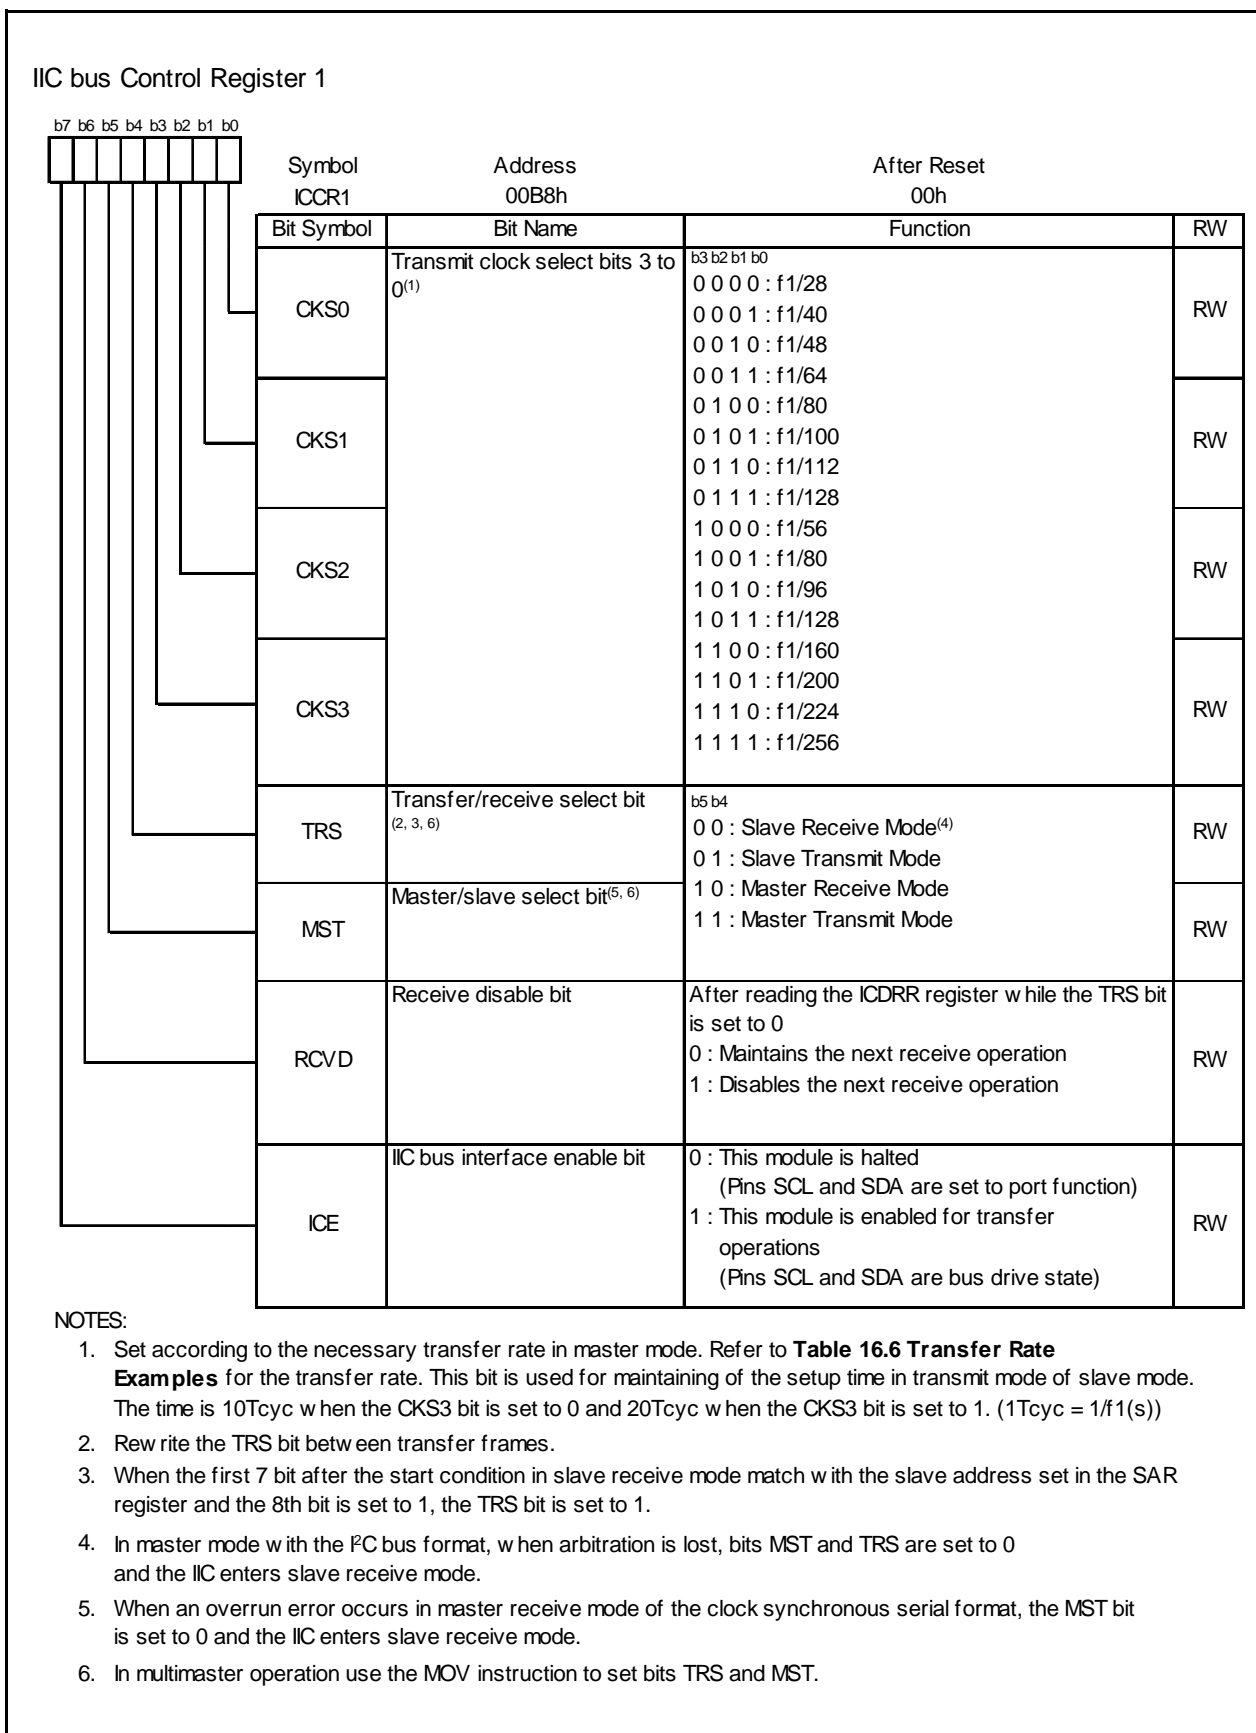 IIC bus Control Register 1
b7 b6 b5 b4 b3 b2 b1 b0
Symbol Address After Reset
ICCR1 00B8h 00h
Bit Symbol Bit Name Function RW
CKS0 Transmit clock select bits 3 to
0(1)
b3 b2 b1 b0
0 0 0 0 : f1/28
0 0 0 1 : f1/40
0 0 1 0 : f1/48
0 0 1 1 : f1/64
RW
CKS1
0 1 0 0 : f1/80
0 1 0 1 : f1/100
0 1 1 0 : f1/112
0 1 1 1 : f1/128
RW
CKS2
1 0 0 0 : f1/56
1 0 0 1 : f1/80
1 0 1 0 : f1/96
1 0 1 1 : f1/128
RW
CKS3
1 1 0 0 : f1/160
1 1 0 1 : f1/200
1 1 1 0 : f1/224
1 1 1 1 : f1/256
RW
TRS
Transfer/receive select bit
(2, 3, 6)
b5 b4
0 0 : Slave Receive Mode(4)
0 1 : Slave Transmit Mode
RW
MST
Master/slave select bit(5, 6)
1 0 : Master Receive Mode
1 1 : Master Transmit Mode
RW
RCVD
Receive disable bit
After reading the ICDRR register while the TRS bit
is set to 0
0 : Maintains the next receive operation
1 : Disables the next receive operation
RW
ICE
IIC bus interface enable bit
0 : This module is halted
(Pins SCL and SDA are set to port function)
1 : This module is enabled for transfer
operations
(Pins SCL and SDA are bus drive state)
RW
NOTES:
1. Set according to the necessary transfer rate in master mode. Refer to Table 16.6 Transfer Rate
Examples for the transfer rate. This bit is used for maintaining of the setup time in transmit mode of slave mode.
The time is 10Tcyc when the CKS3 bit is set to 0 and 20Tcyc when the CKS3 bit is set to 1. (1Tcyc = 1/f1(s))
2. Rewrite the TRS bit between transfer frames.
3. When the first 7 bit after the start condition in slave receive mode match with the slave address set in the SAR
register and the 8th bit is set to 1, the TRS bit is set to 1.
4. In master mode with the I²C bus format, when arbitration is lost, bits MST and TRS are set to 0
and the IIC enters slave receive mode.
5. When an overrun error occurs in master receive mode of the clock synchronous serial format, the MST bit
is set to 0 and the IIC enters slave receive mode.
6. In multimaster operation use the MOV instruction to set bits TRS and MST.